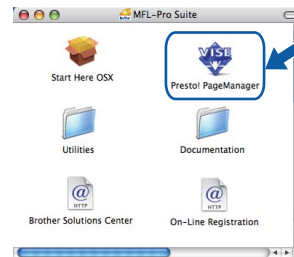 MFL-Pro Suite
VISE
Start Here OSX
Presto! PageManager
Utilities
Documentation
@
HTTP
@
HTTP
Brother Solutions Center
On-Line Registration